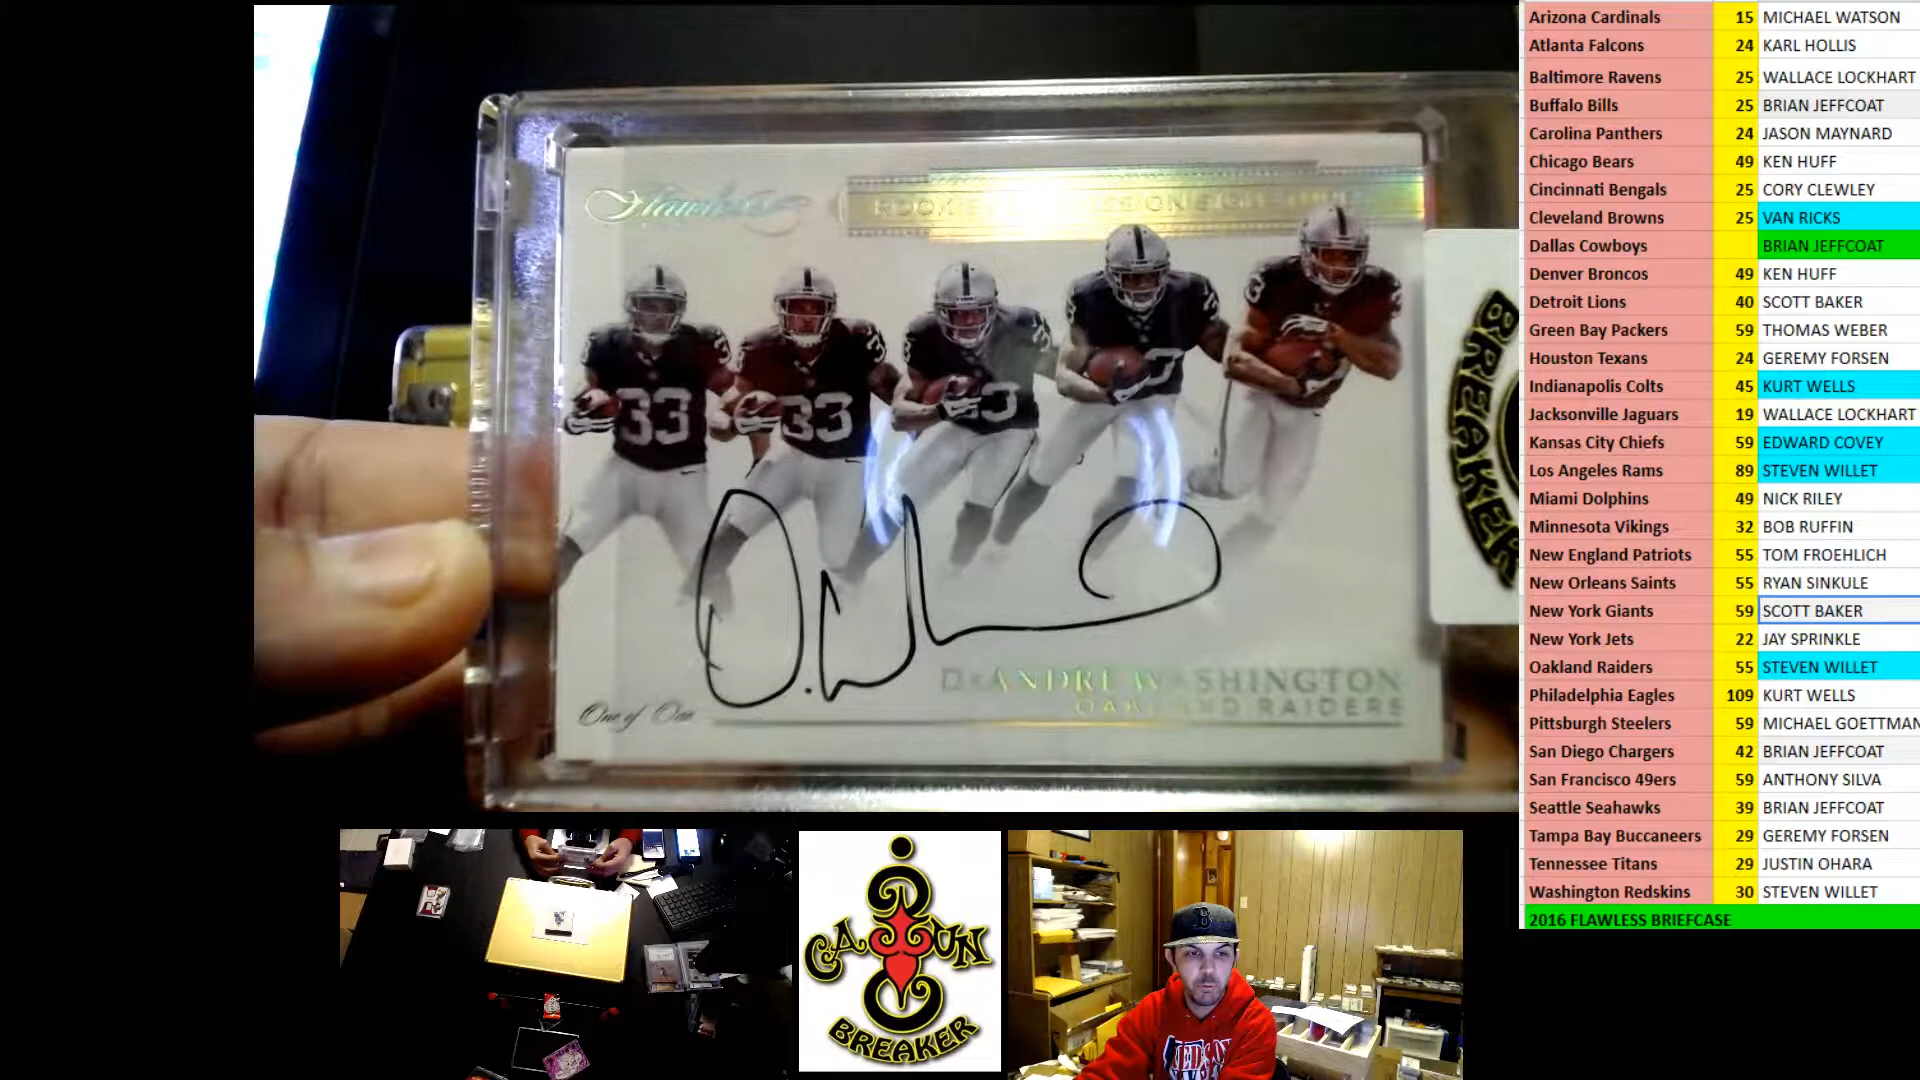 Flawless
ROOKIE
One of One
DEANDRE WASHINGTON
OAKLAND RAIDERS
33
33
BREAKER
CAJUN
BREAKER
B
Arizona Cardinals 15 MICHAEL WATSON
Atlanta Falcons 24 KARL HOLLIS
Baltimore Ravens 25 WALLACE LOCKHART
Buffalo Bills 25 BRIAN JEFFCOAT
Carolina Panthers 24 JASON MAYNARD
Chicago Bears 49 KEN HUFF
Cincinnati Bengals 25 CORY CLEWLEY
Cleveland Browns 25 VAN RICKS
Dallas Cowboys BRIAN JEFFCOAT
Denver Broncos 49 KEN HUFF
Detroit Lions 40 SCOTT BAKER
Green Bay Packers 59 THOMAS WEBER
Houston Texans 24 GEREMY FORSEN
Indianapolis Colts 45 KURT WELLS
Jacksonville Jaguars 19 WALLACE LOCKHART
Kansas City Chiefs 59 EDWARD COVEY
Los Angeles Rams 89 STEVEN WILLET
Miami Dolphins 49 NICK RILEY
Minnesota Vikings 32 BOB RUFFIN
New England Patriots 55 TOM FROEHLICH
New Orleans Saints 55 RYAN SINKULE
New York Giants 59 SCOTT BAKER
New York Jets 22 JAY SPRINKLE
Oakland Raiders 55 STEVEN WILLET
Philadelphia Eagles 109 KURT WELLS
Pittsburgh Steelers 59 MICHAEL GOETTMAN
San Diego Chargers 42 BRIAN JEFFCOAT
San Francisco 49ers 59 ANTHONY SILVA
Seattle Seahawks 39 BRIAN JEFFCOAT
Tampa Bay Buccaneers 29 GEREMY FORSEN
Tennessee Titans 29 JUSTIN OHARA
Washington Redskins 30 STEVEN WILLET
2016 FLAWLESS BRIEFCASE